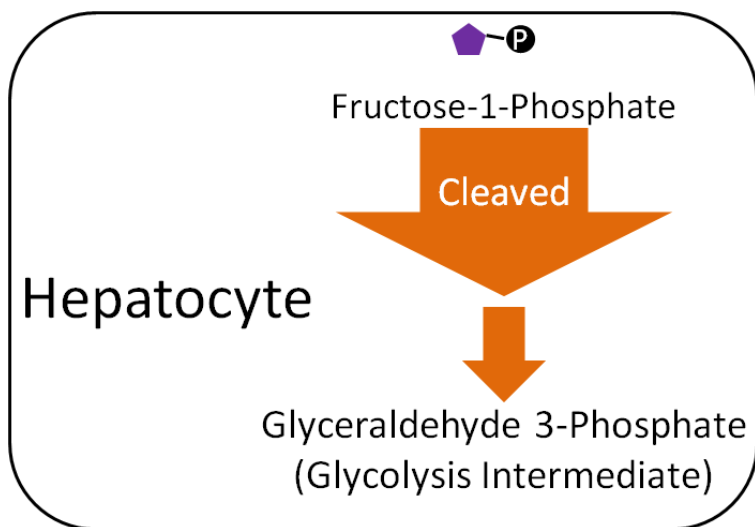 P
Fructose-1-Phosphate
Cleaved
Hepatocyte
Glyceraldehyde 3-Phosphate
(Glycolysis Intermediate)